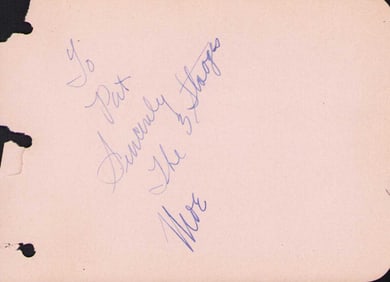 To
Pat
Sincerely
The 3 Stooges
Moe